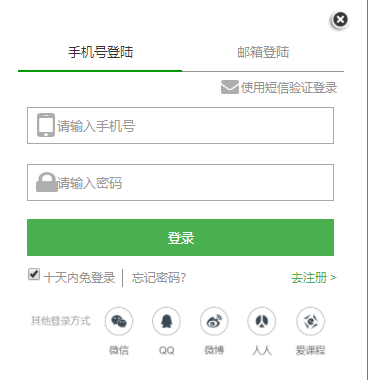 手机号登陆 邮箱登陆
使用短信验证登录
请输入手机号
请输入密码
登录
十天内免登录 忘记密码? 去注册 >
其他登录方式
微信 QQ 微博 人人 爱课程